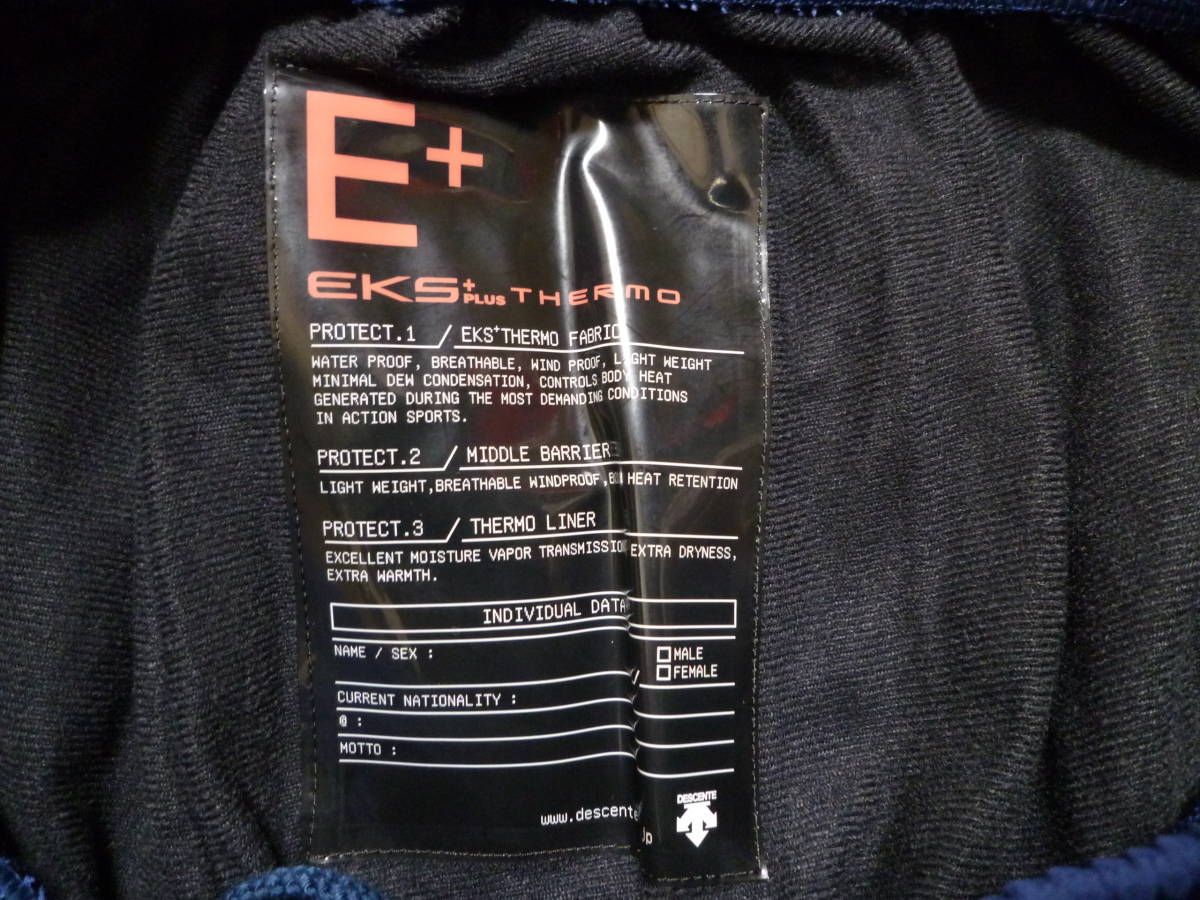 E+
EKS+ PLUS THERMO
PROTECT.1 / EKS+THERMO FABRIC
WATER PROOF, BREATHABLE, WIND PROOF, LIGHT WEIGHT
MINIMAL DEW CONDENSATION, CONTROLS BODY HEAT
GENERATED DURING THE MOST DEMANDING CONDITIONS
IN ACTION SPORTS.
PROTECT.2 / MIDDLE BARRIER
LIGHT WEIGHT,BREATHABLE WINDPROOF, HEAT RETENTION
PROTECT.3 / THERMO LINER
EXCELLENT MOISTURE VAPOR TRANSMISSION EXTRA DRYNESS,
EXTRA WARMTH.
INDIVIDUAL DATA
NAME / SEX : / □MALE
□FEMALE
CURRENT NATIONALITY :
@ :
MOTTO :
DESCENTE
www.descente jp